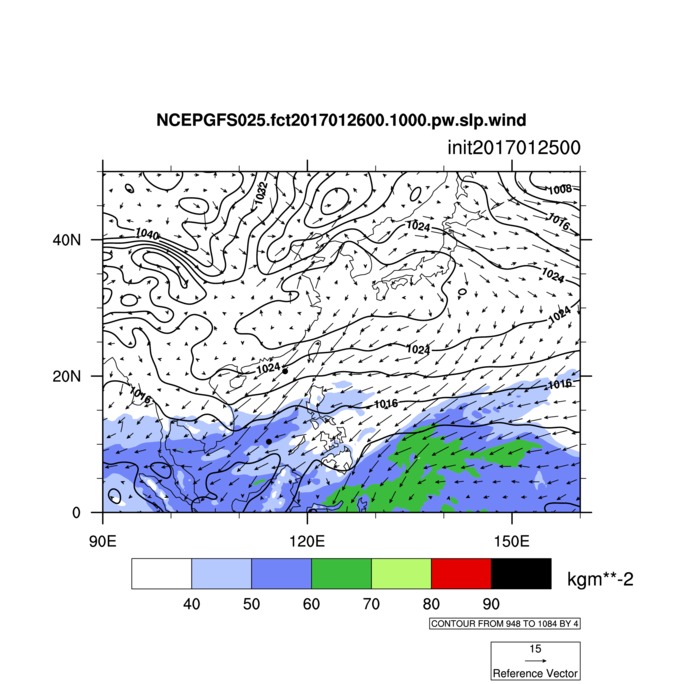 NCEPGFS025.fct2017012600.1000.pw.slp.wind
init2017012500
1032
1008
1016
1040
1024
40N
1024
1024
1024
1024
20N
1016
1016
1016
0
90E 120E 150E
40 50 60 70 80 90
kgm**-2
CONTOUR FROM 948 TO 1084 BY 4
15
Reference Vector